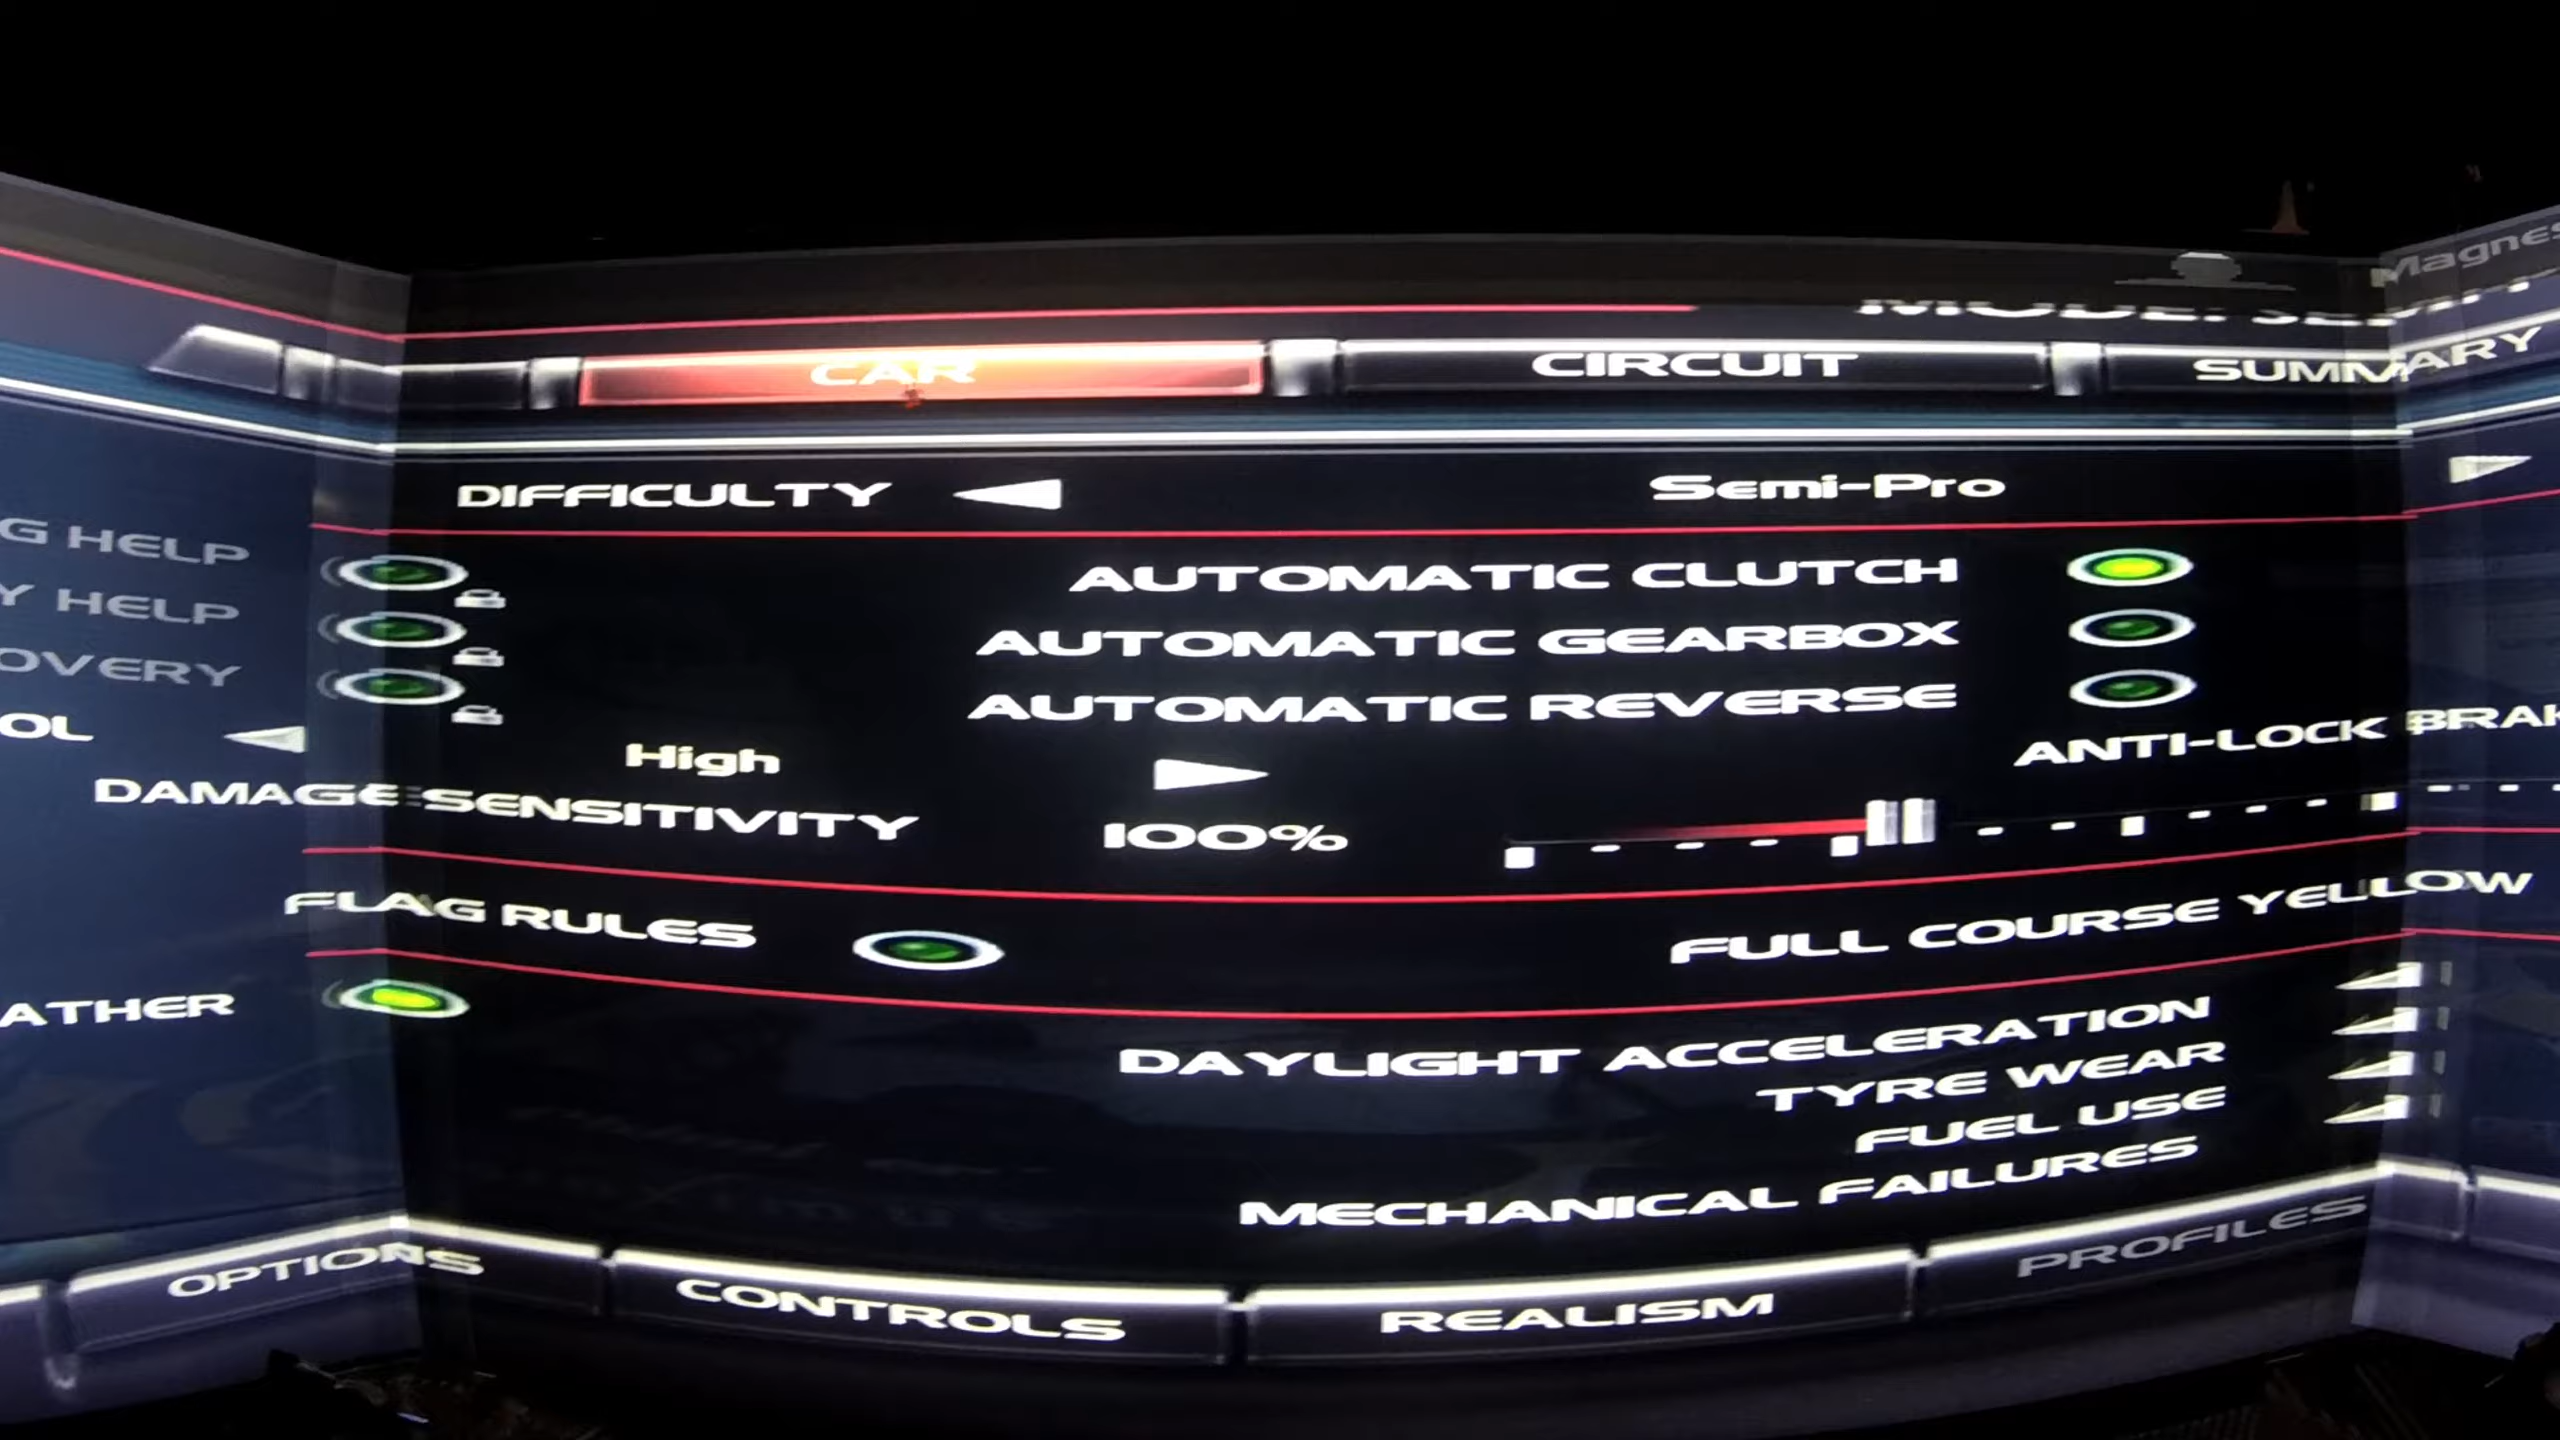 Magnes
CAR CIRCUIT SUMMARY
DIFFICULTY Semi-Pro
G HELP AUTOMATIC CLUTCH
Y HELP AUTOMATIC GEARBOX
OVERY AUTOMATIC REVERSE
OL High ANTI-LOCK BRAK
DAMAGE SENSITIVITY 100%
FLAG RULES FULL COURSE YELLOW
ATHER DAYLIGHT ACCELERATION
TYRE WEAR
FUEL USE
MECHANICAL FAILURES
OPTIONS CONTROLS REALISM PROFILES